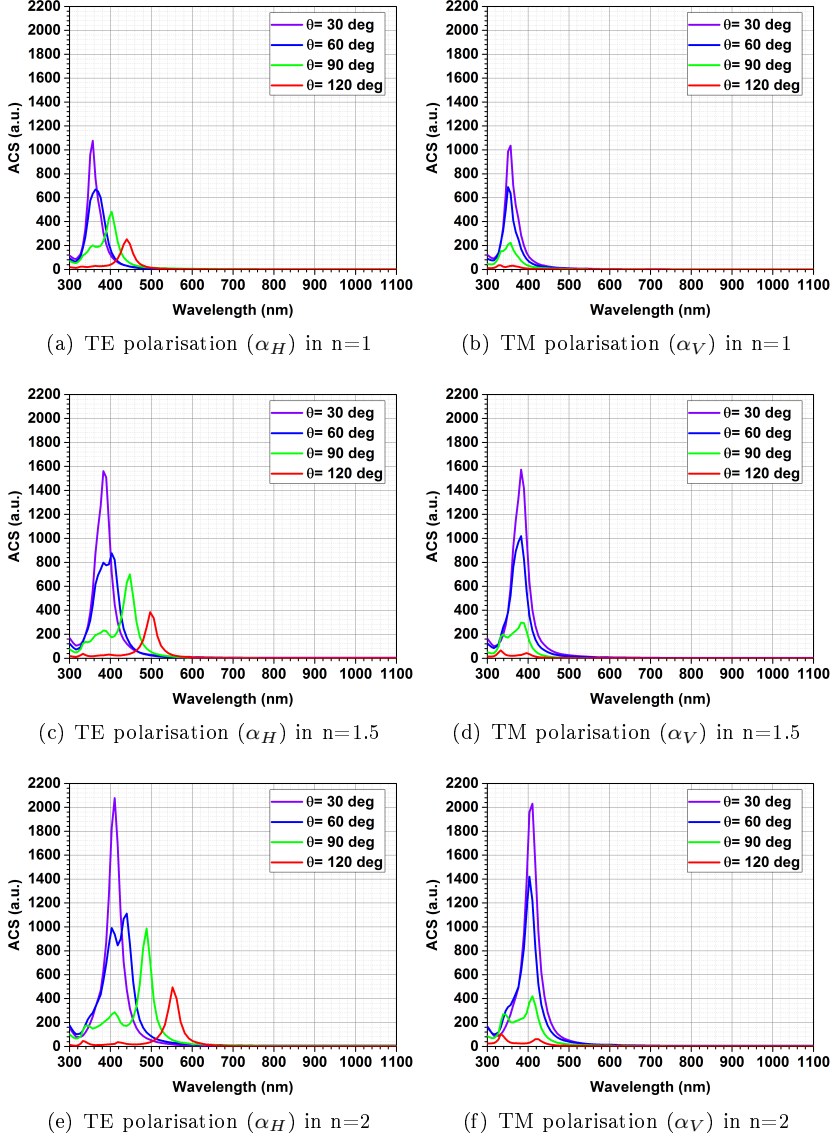 2200
2000
1800
1600
1400
1200
1000
800
600
400
200
0
ACS (a.u.)
θ= 30 deg
θ= 60 deg
θ= 90 deg
θ= 120 deg
300 400 500 600 700 800 900 1000 1100
Wavelength (nm)
(a) TE polarisation (α_H) in n=1
2200
2000
1800
1600
1400
1200
1000
800
600
400
200
0
ACS (a.u.)
θ= 30 deg
θ= 60 deg
θ= 90 deg
θ= 120 deg
300 400 500 600 700 800 900 1000 1100
Wavelength (nm)
(b) TM polarisation (α_V) in n=1
2200
2000
1800
1600
1400
1200
1000
800
600
400
200
0
ACS (a.u.)
θ= 30 deg
θ= 60 deg
θ= 90 deg
θ= 120 deg
300 400 500 600 700 800 900 1000 1100
Wavelength (nm)
(c) TE polarisation (α_H) in n=1.5
2200
2000
1800
1600
1400
1200
1000
800
600
400
200
0
ACS (a.u.)
θ= 30 deg
θ= 60 deg
θ= 90 deg
θ= 120 deg
300 400 500 600 700 800 900 1000 1100
Wavelength (nm)
(d) TM polarisation (α_V) in n=1.5
2200
2000
1800
1600
1400
1200
1000
800
600
400
200
0
ACS (a.u.)
θ= 30 deg
θ= 60 deg
θ= 90 deg
θ= 120 deg
300 400 500 600 700 800 900 1000 1100
Wavelength (nm)
(e) TE polarisation (α_H) in n=2
2200
2000
1800
1600
1400
1200
1000
800
600
400
200
0
ACS (a.u.)
θ= 30 deg
θ= 60 deg
θ= 90 deg
θ= 120 deg
300 400 500 600 700 800 900 1000 1100
Wavelength (nm)
(f) TM polarisation (α_V) in n=2